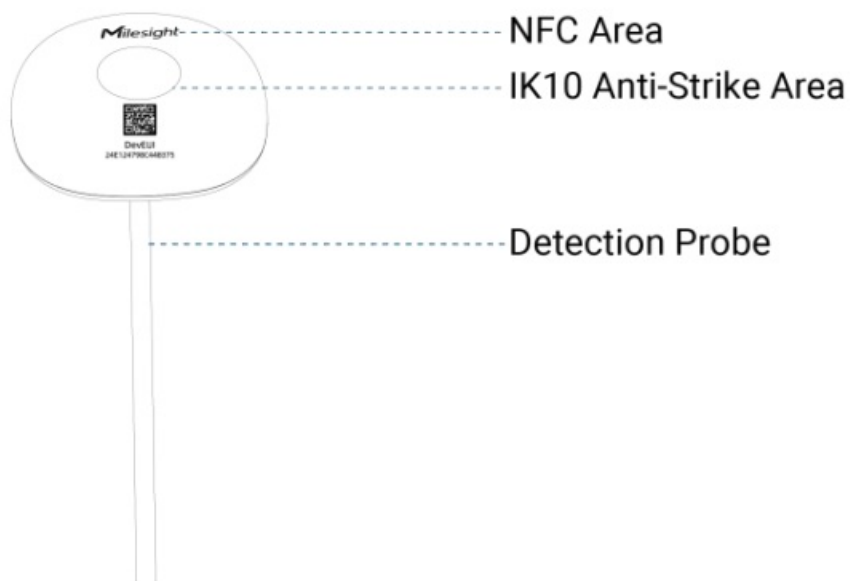 Milesight
NFC Area
IK10 Anti-Strike Area
DevEUI
Detection Probe